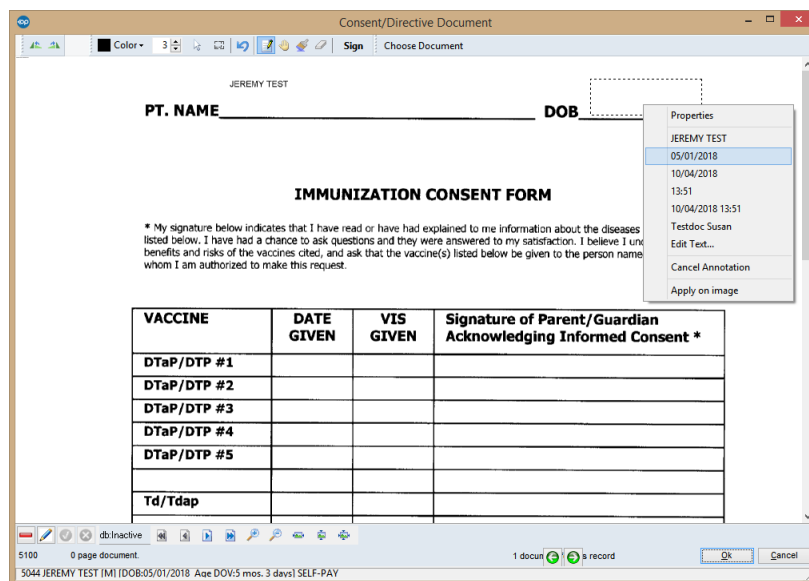 op
Consent/Directive Document
Color
3
Sign
Choose Document
JEREMY TEST
PT. NAME
DOB
Properties
JEREMY TEST
05/01/2018
10/04/2018
13:51
10/04/2018 13:51
Testdoc Susan
Edit Text...
Cancel Annotation
Apply on image
IMMUNIZATION CONSENT FORM
* My signature below indicates that I have read or have had explained to me information about the diseases
listed below. I have had a chance to ask questions and they were answered to my satisfaction. I believe I
benefits and risks of the vaccines cited, and ask that the vaccine(s) listed below be given to the person
whom I am authorized to make this request.
VACCINE
DATE GIVEN
VIS GIVEN
Signature of Parent/Guardian
Acknowledging Informed Consent *
DTaP/DTP #1
DTaP/DTP #2
DTaP/DTP #3
DTaP/DTP #4
DTaP/DTP #5
Td/Tdap
db:Inactive
5100 0 page document.
1 docu s record
Ok
Cancel
5044 JEREMY TEST [M] [DOB:05/01/2018 Age DOV:5 mos. 3 days] SELF-PAY